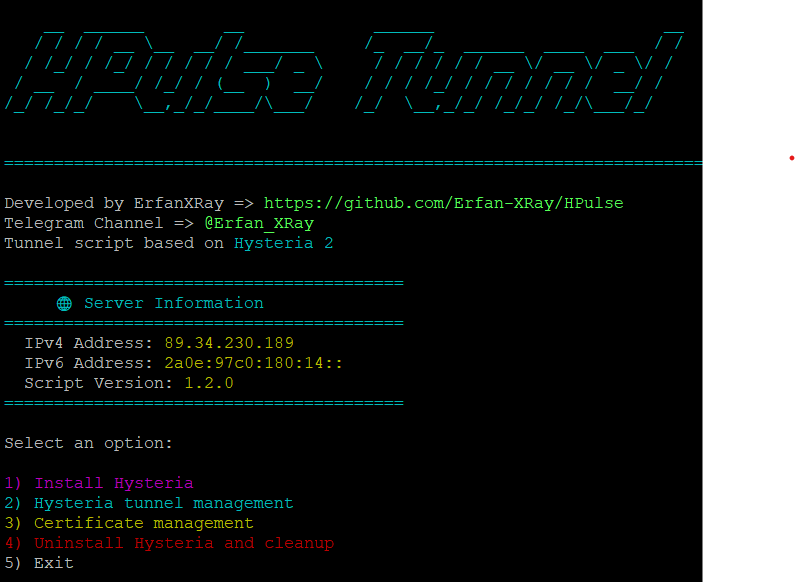 HPulse Tunnel
========================================================================
Developed by ErfanXRay => https://github.com/Erfan-XRay/HPulse
Telegram Channel => @Erfan_XRay
Tunnel script based on Hysteria 2
========================================
🌐 Server Information
========================================
IPv4 Address: 89.34.230.189
IPv6 Address: 2a0e:97c0:180:14::
Script Version: 1.2.0
========================================
Select an option:
1) Install Hysteria
2) Hysteria tunnel management
3) Certificate management
4) Uninstall Hysteria and cleanup
5) Exit